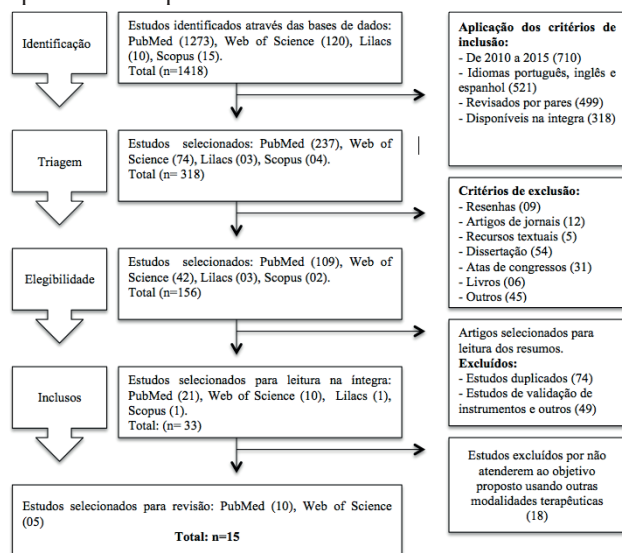 Identificação
Estudos identificados através das bases de dados:
PubMed (1273), Web of Science (120), Lilacs
(10), Scopus (15).
Total (n=1418)
Aplicação dos critérios de
inclusão:
- De 2010 a 2015 (710)
- Idiomas português, inglês e
espanhol (521)
- Revisados por pares (499)
- Disponíveis na integra (318)
Triagem
Estudos selecionados: PubMed (237), Web of
Science (74), Lilacs (03), Scopus (04).
Total (n= 318)
Critérios de exclusão:
- Resenhas (09)
- Artigos de jornais (12)
- Recursos textuais (5)
- Dissertação (54)
- Atas de congressos (31)
- Livros (06)
- Outros (45)
Elegibilidade
Estudos selecionados: PubMed (109), Web of
Science (42), Lilacs (03), Scopus (02).
Total (n=156)
Artigos selecionados para
leitura dos resumos.
Excluídos:
- Estudos duplicados (74)
- Estudos de validação de
instrumentos e outros (49)
Inclusos
Estudos selecionados para leitura na íntegra:
PubMed (21), Web of Science (10), Lilacs (1),
Scopus (1).
Total: (n= 33)
Estudos excluídos por não
atenderem ao objetivo
proposto usando outras
modalidades terapêuticas
(18)
Estudos selecionados para revisão: PubMed (10), Web of Science
(05)
Total: n=15